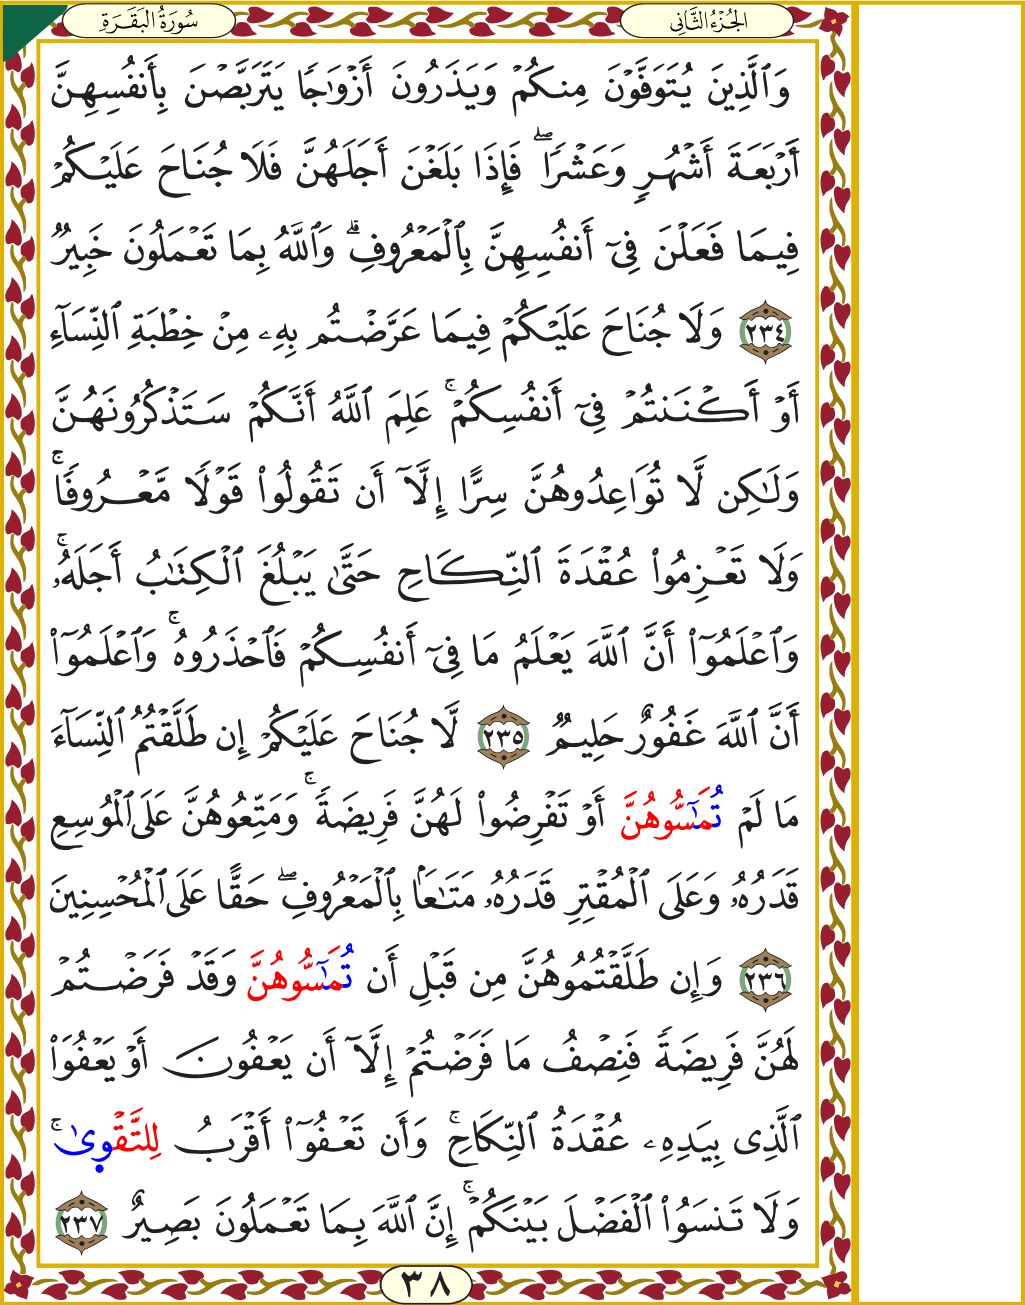 سُورَةُ البَقَرَةِ
الجُزْءُ الثَّانِي
وَٱلَّذِينَ يُتَوَفَّوْنَ مِنكُمْ وَيَذَرُونَ أَزْوَٰجًا يَتَرَبَّصْنَ بِأَنفُسِهِنَّ
أَرْبَعَةَ أَشْهُرٍ وَعَشْرًا ۖ فَإِذَا بَلَغْنَ أَجَلَهُنَّ فَلَا جُنَاحَ عَلَيْكُمْ
فِيمَا فَعَلْنَ فِىٓ أَنفُسِهِنَّ بِٱلْمَعْرُوفِ ۗ وَٱللَّهُ بِمَا تَعْمَلُونَ خَبِيرٌ
٢٣٤ وَلَا جُنَاحَ عَلَيْكُمْ فِيمَا عَرَّضْتُم بِهِۦ مِنْ خِطْبَةِ ٱلنِّسَآءِ
أَوْ أَكْنَنتُمْ فِىٓ أَنفُسِكُمْ ۚ عَلِمَ ٱللَّهُ أَنَّكُمْ سَتَذْكُرُونَهُنَّ
وَلَٰكِن لَّا تُوَاعِدُوهُنَّ سِرًّا إِلَّآ أَن تَقُولُوا۟ قَوْلًا مَّعْرُوفًا ۚ
وَلَا تَعْزِمُوا۟ عُقْدَةَ ٱلنِّكَاحِ حَتَّىٰ يَبْلُغَ ٱلْكِتَٰبُ أَجَلَهُۥ ۚ
وَٱعْلَمُوٓا۟ أَنَّ ٱللَّهَ يَعْلَمُ مَا فِىٓ أَنفُسِكُمْ فَٱحْذَرُوهُ ۚ وَٱعْلَمُوٓا۟
أَنَّ ٱللَّهَ غَفُورٌ حَلِيمٌ ٢٣٥ لَّا جُنَاحَ عَلَيْكُمْ إِن طَلَّقْتُمُ ٱلنِّسَآءَ
مَا لَمْ تُمَٰٓسُّوهُنَّ أَوْ تَفْرِضُوا۟ لَهُنَّ فَرِيضَةً ۚ وَمَتِّعُوهُنَّ عَلَى ٱلْمُوسِعِ
قَدَرُهُۥ وَعَلَى ٱلْمُقْتِرِ قَدَرُهُۥ مَتَٰعًۢا بِٱلْمَعْرُوفِ ۖ حَقًّا عَلَى ٱلْمُحْسِنِينَ
٢٣٦ وَإِن طَلَّقْتُمُوهُنَّ مِن قَبْلِ أَن تُمَٰٓسُّوهُنَّ وَقَدْ فَرَضْتُمْ
لَهُنَّ فَرِيضَةً فَنِصْفُ مَا فَرَضْتُمْ إِلَّآ أَن يَعْفُونَ أَوْ يَعْفُوَا۟
ٱلَّذِى بِيَدِهِۦ عُقْدَةُ ٱلنِّكَاحِ ۚ وَأَن تَعْفُوٓا۟ أَقْرَبُ لِلتَّقْوٜىٰ ۚ
وَلَا تَنسَوُا۟ ٱلْفَضْلَ بَيْنَكُمْ ۚ إِنَّ ٱللَّهَ بِمَا تَعْمَلُونَ بَصِيرٌ ٢٣٧
٣٨